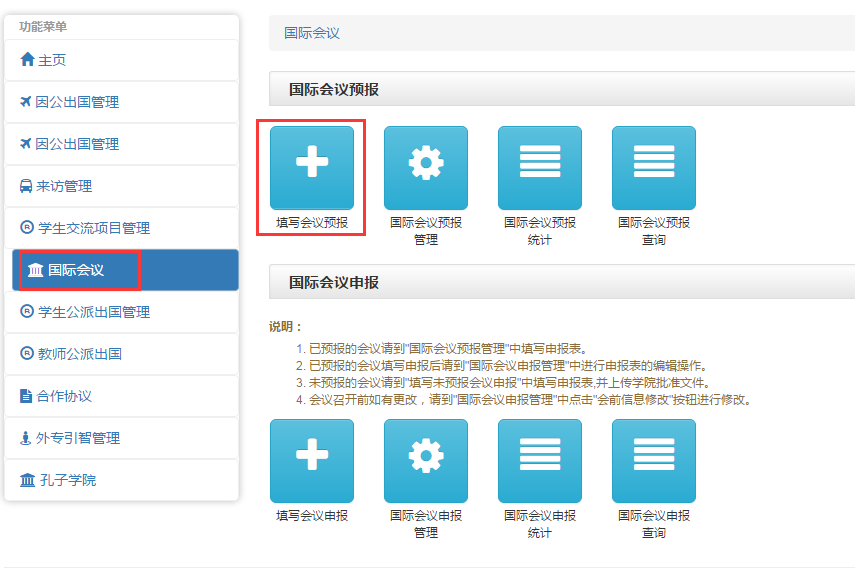 功能菜单
主页
因公出国管理
因公出国管理
来访管理
学生交流项目管理
国际会议
学生公派出国管理
教师公派出国
合作协议
外专引智管理
孔子学院
国际会议
国际会议预报
填写会议预报
国际会议预报
管理
国际会议预报
统计
国际会议预报
查询
国际会议申报
说明：
1. 已预报的会议请到"国际会议预报管理"中填写申报表。
2. 已预报的会议填写申报后请到"国际会议申报管理"中进行申报表的编辑操作。
3. 未预报的会议请到"填写未预报会议申报"中填写申报表,并上传学院批准文件。
4. 会议召开前如有更改，请到"国际会议申报管理"中点击"会前信息修改"按钮进行修改。
填写会议申报
国际会议申报
管理
国际会议申报
统计
国际会议申报
查询